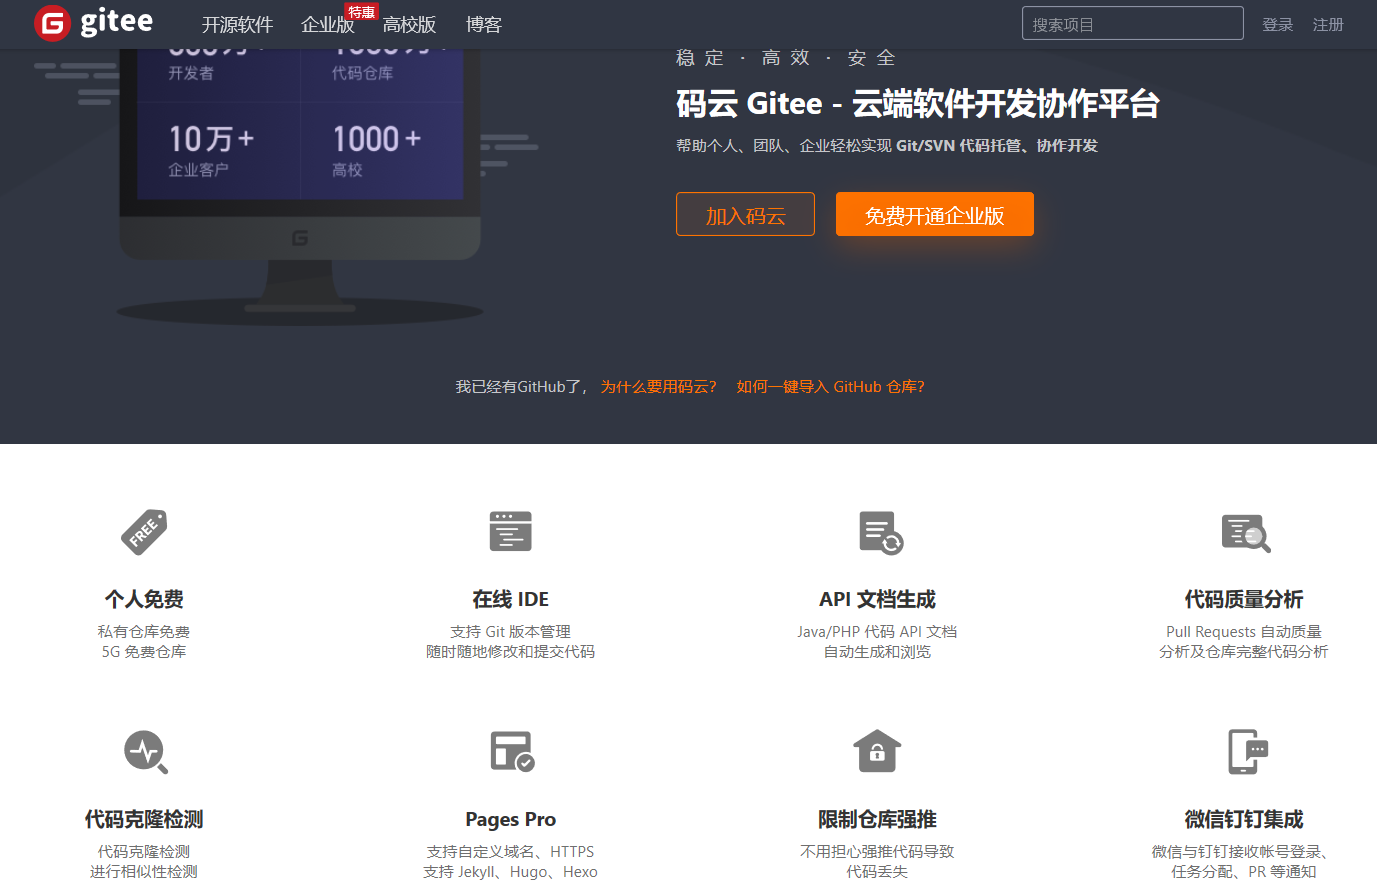 gitee
开源软件
企业版
特惠
高校版
博客
搜索项目
登录
注册
开发者
代码仓库
10万+
1000+
企业客户
高校
稳定 · 高效 · 安全
码云 Gitee - 云端软件开发协作平台
帮助个人、团队、企业轻松实现 Git/SVN 代码托管、协作开发
加入码云
免费开通企业版
我已经有GitHub了， 为什么要用码云? 如何一键导入 GitHub 仓库?
FREE
个人免费
私有仓库免费
5G 免费仓库
在线 IDE
支持 Git 版本管理
随时随地修改和提交代码
API 文档生成
Java/PHP 代码 API 文档
自动生成和浏览
代码质量分析
Pull Requests 自动质量
分析及仓库完整代码分析
代码克隆检测
代码克隆检测
进行相似性检测
Pages Pro
支持自定义域名、HTTPS
支持 Jekyll、Hugo、Hexo
限制仓库强推
不用担心强推代码导致
代码丢失
微信钉钉集成
微信与钉钉接收帐号登录、
任务分配、PR 等通知